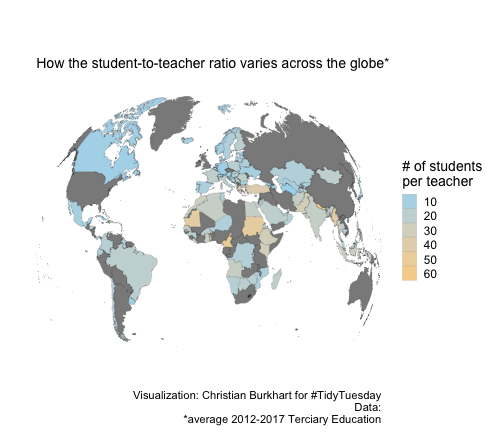 How the student-to-teacher ratio varies across the globe*
# of students
per teacher
10
20
30
40
50
60
Visualization: Christian Burkhart for #TidyTuesday
Data:
*average 2012-2017 Terciary Education